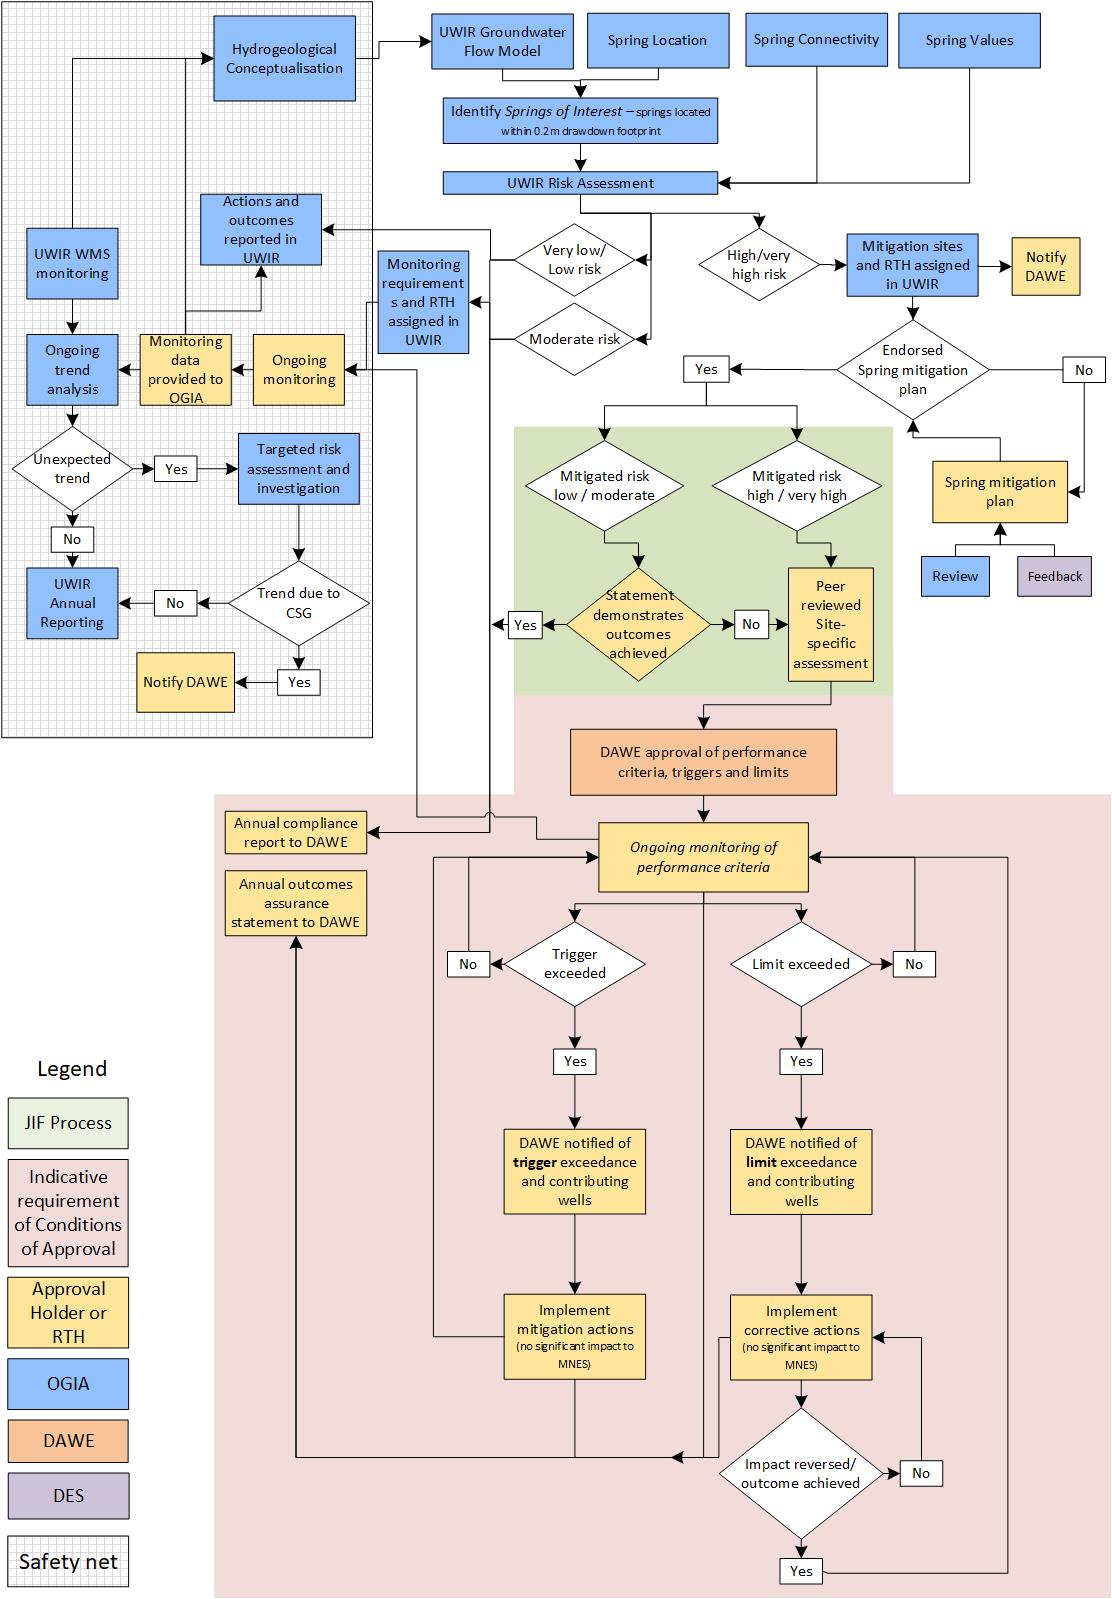 Hydrogeological
Conceptualisation
UWIR Groundwater
Flow Model
Spring Location
Spring Connectivity
Spring Values
Identify Springs of Interest – springs located
within 0.2m drawdown footprint
UWIR Risk Assessment
Actions and
outcomes
reported in
UWIR
UWIR WMS
monitoring
Monitoring
requirement
s and RTH
assigned in
UWIR
Very low/
Low risk
High/very
high risk
Mitigation sites
and RTH assigned
in UWIR
Notify
DAWE
Moderate risk
Ongoing
trend
analysis
Monitoring
data
provided to
OGIA
Ongoing
monitoring
Yes
Endorsed
Spring mitigation
plan
No
Unexpected
trend
Yes
Targeted risk
assessment and
investigation
Mitigated risk
low / moderate
Mitigated risk
high / very high
Spring mitigation
plan
No
Review
Feedback
UWIR
Annual
Reporting
No
Trend due to
CSG
Yes
Statement
demonstrates
outcomes
achieved
No
Peer
reviewed
Site-
specific
assessment
Notify DAWE
Yes
DAWE approval of performance
criteria, triggers and limits
Annual compliance
report to DAWE
Ongoing monitoring of
performance criteria
Annual outcomes
assurance
statement to DAWE
No
Trigger
exceeded
Limit exceeded
No
Yes
Yes
DAWE notified of
trigger exceedance
and contributing
wells
DAWE notified of
limit exceedance
and contributing
wells
Implement
mitigation actions
(no significant impact to
MNES)
Implement
corrective actions
(no significant impact to
MNES)
Impact reversed/
outcome achieved
No
Yes
Legend
JIF Process
Indicative
requirement
of Conditions
of Approval
Approval
Holder or
RTH
OGIA
DAWE
DES
Safety net